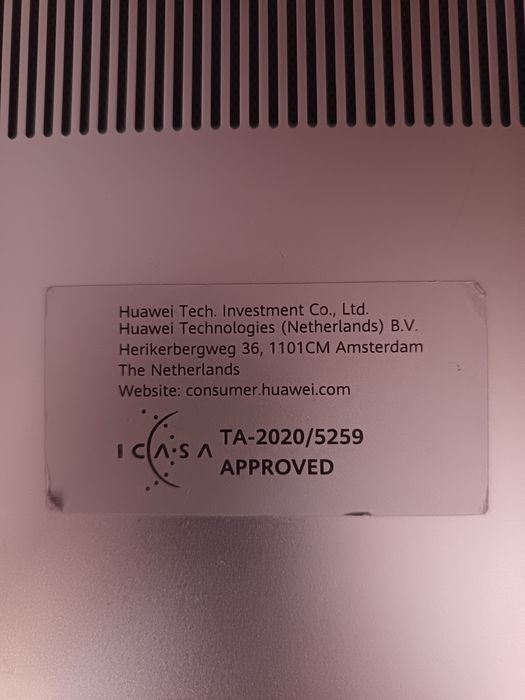 Huawei Tech. Investment Co., Ltd.
Huawei Technologies (Netherlands) B.V.
Herikerbergweg 36, 1101CM Amsterdam
The Netherlands
Website: consumer.huawei.com
ICASA TA-2020/5259
APPROVED